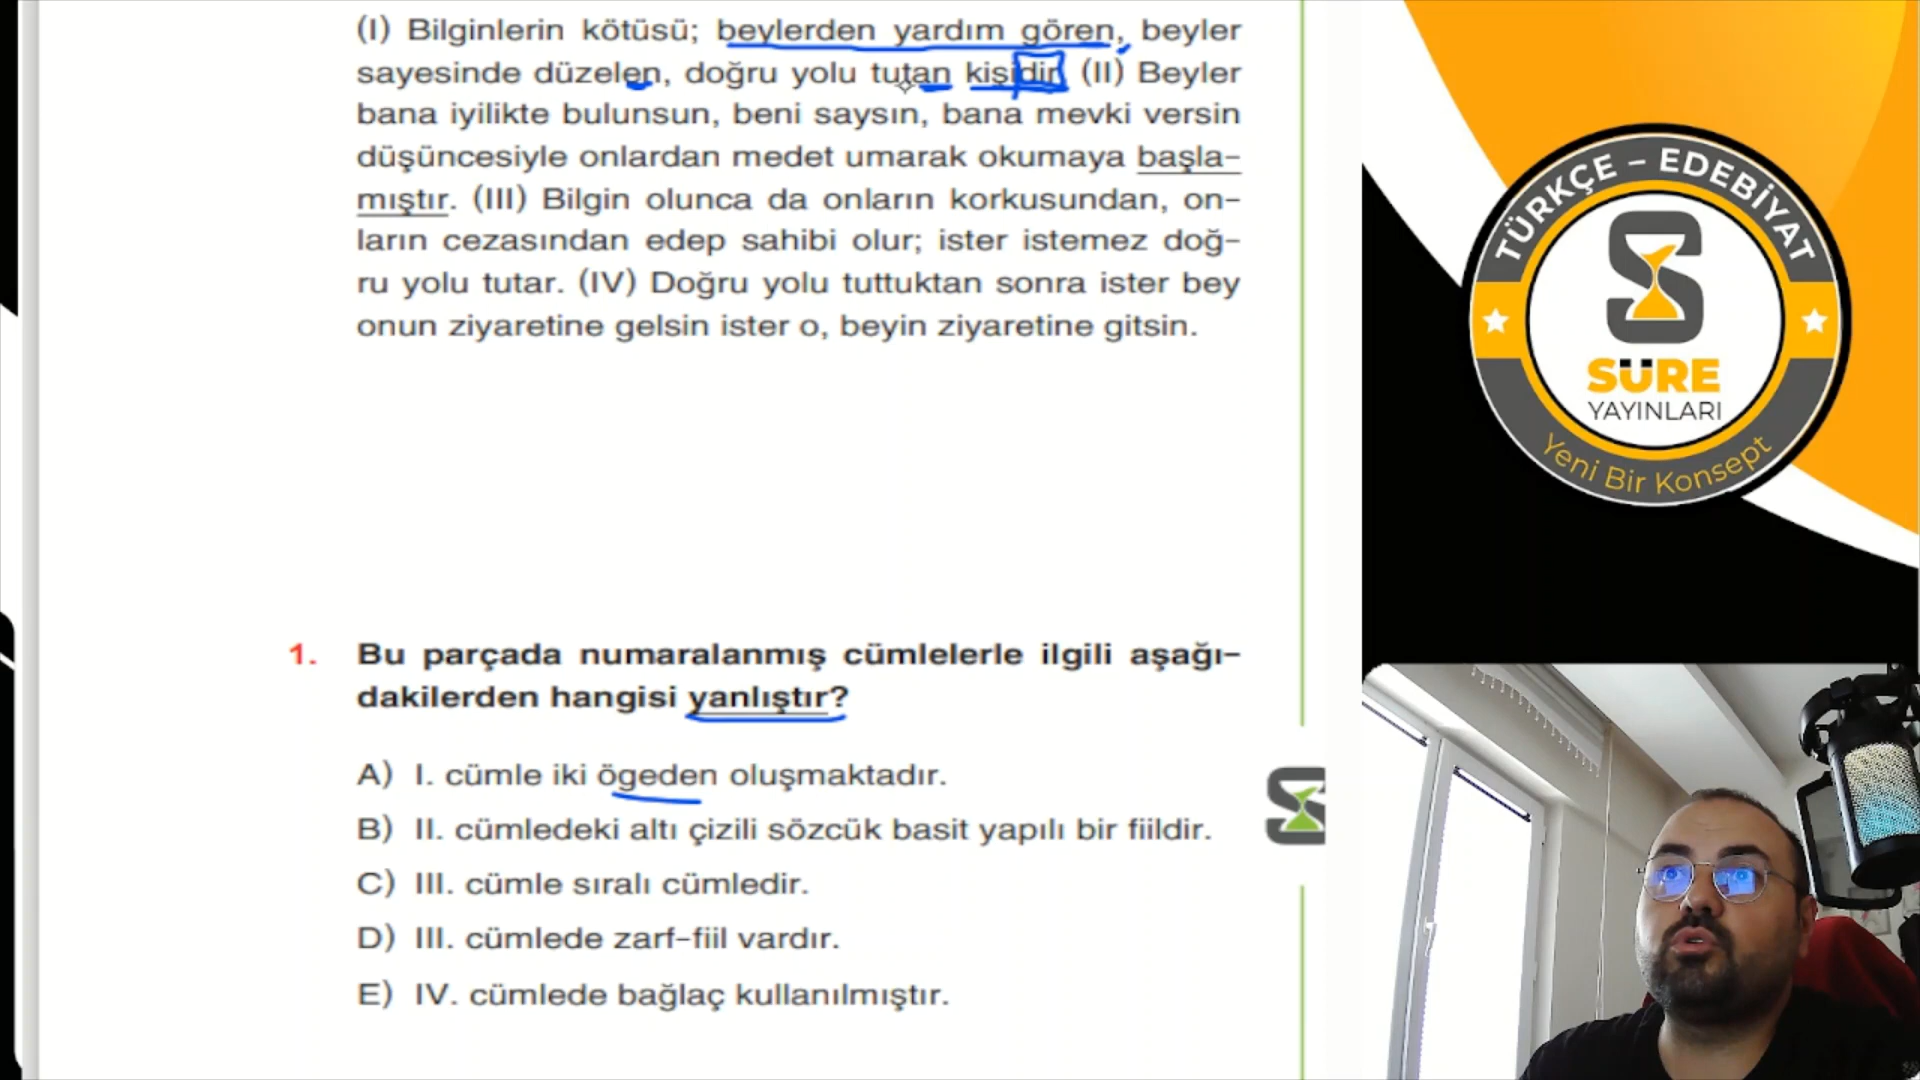 (I) Bilginlerin kötüsü; beylerden yardım gören, beyler
sayesinde düzelen, doğru yolu tutan kişidir. (II) Beyler
bana iyilikte bulunsun, beni saysın, bana mevki versin
düşüncesiyle onlardan medet umarak okumaya başla-
mıştır. (III) Bilgin olunca da onların korkusundan, on-
ların cezasından edep sahibi olur; ister istemez doğ-
ru yolu tutar. (IV) Doğru yolu tuttuktan sonra ister bey
onun ziyaretine gelsin ister o, beyin ziyaretine gitsin.
1. Bu parçada numaralanmış cümlelerle ilgili aşağı-
dakilerden hangisi yanlıştır?
A) I. cümle iki ögeden oluşmaktadır.
B) II. cümledeki altı çizili sözcük basit yapılı bir fiildir.
C) III. cümle sıralı cümledir.
D) III. cümlede zarf-fiil vardır.
E) IV. cümlede bağlaç kullanılmıştır.
TÜRKÇE – EDEBİYAT
SÜRE
YAYINLARI
Yeni Bir Konsept